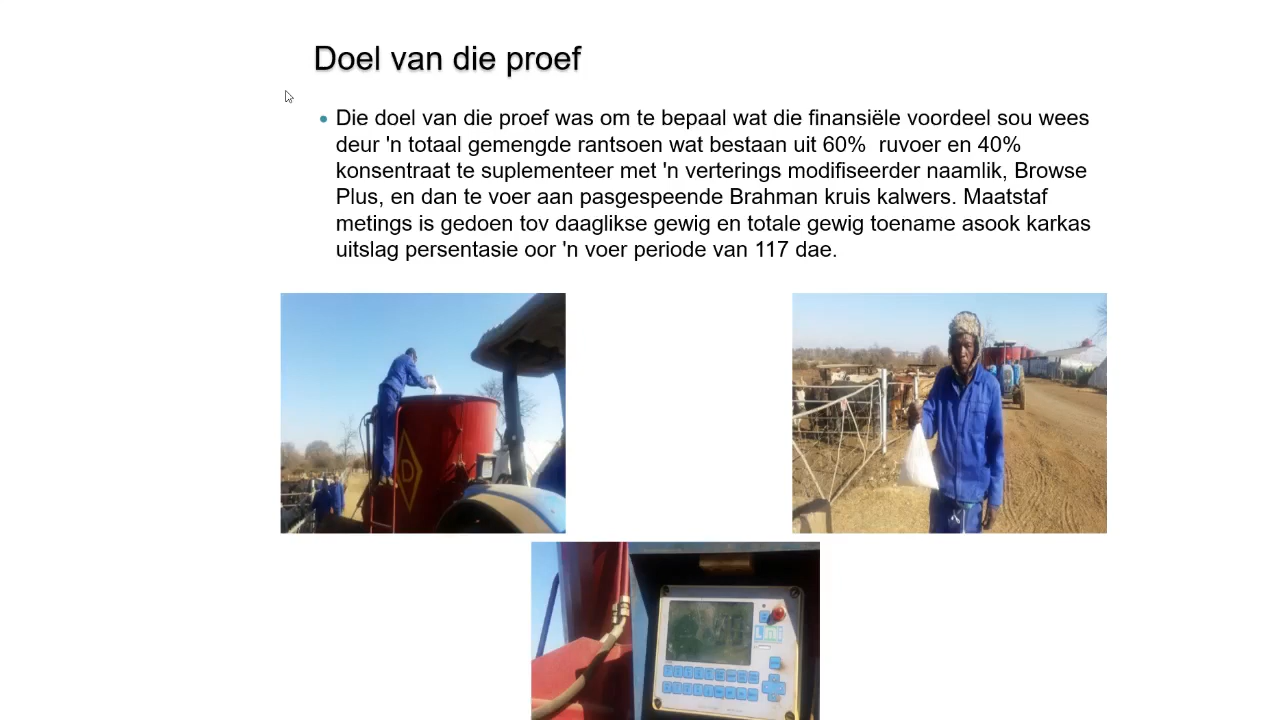 Doel van die proef
Die doel van die proef was om te bepaal wat die finansiële voordeel sou wees
deur 'n totaal gemengde rantsoen wat bestaan uit 60%  ruvoer en 40%
konsentraat te suplementeer met 'n verterings modifiseerder naamlik, Browse
Plus, en dan te voer aan pasgespeende Brahman kruis kalwers. Maatstaf
metings is gedoen tov daaglikse gewig en totale gewig toename asook karkas
uitslag persentasie oor 'n voer periode van 117 dae.
D